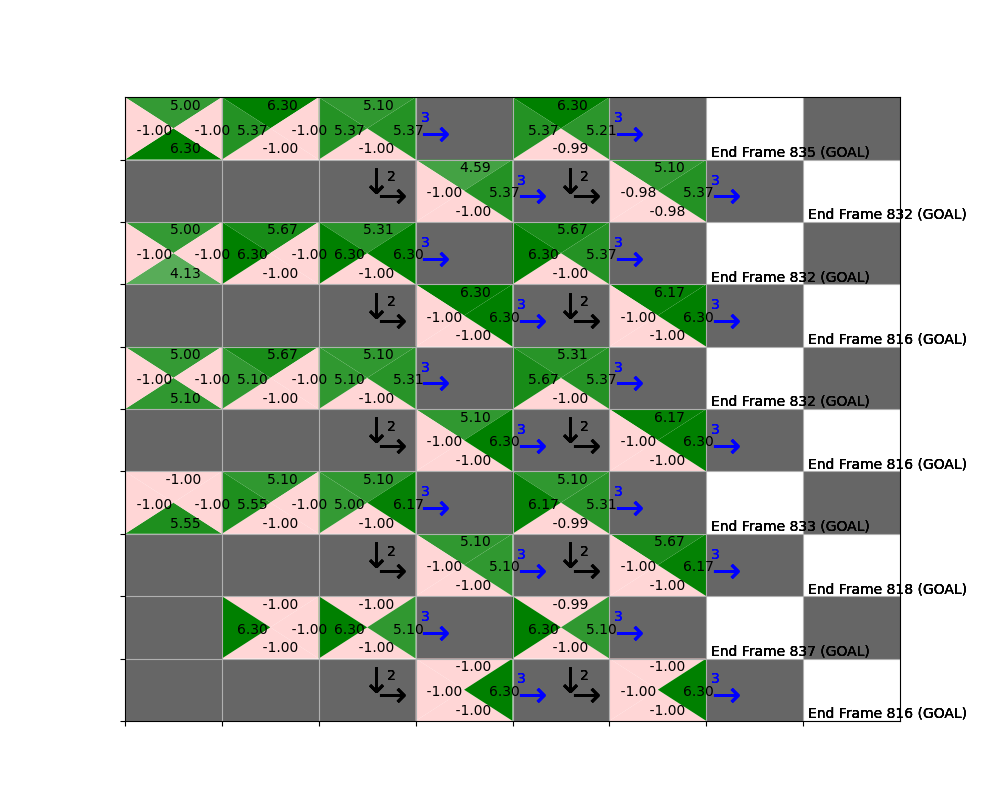 5.00 6.30 5.10 6.30
3 3
-1.00 -1.00 5.37 -1.00 5.37 5.37 5.37 5.21
6.30 -1.00 -1.00 -0.99 End Frame 835 (GOAL)
4.59 5.10
2 3 2 3
-1.00 5.37 -0.98 5.37
-1.00 -0.98 End Frame 832 (GOAL)
5.00 5.67 5.31 5.67
3 3
-1.00 -1.00 6.30 -1.00 6.30 6.30 6.30 5.37
4.13 -1.00 -1.00 -1.00 End Frame 832 (GOAL)
6.30 6.17
2 3 2 3
-1.00 6.30 -1.00 6.30
-1.00 -1.00 End Frame 816 (GOAL)
5.00 5.67 5.10 5.31
3 3
-1.00 -1.00 5.10 -1.00 5.10 5.31 5.67 5.37
5.10 -1.00 -1.00 -1.00 End Frame 832 (GOAL)
5.10 6.17
2 3 2 3
-1.00 6.30 -1.00 6.30
-1.00 -1.00 End Frame 816 (GOAL)
-1.00 5.10 5.10 5.10
3 3
-1.00 -1.00 5.55 -1.00 5.00 6.17 6.17 5.31
5.55 -1.00 -1.00 -0.99 End Frame 833 (GOAL)
5.10 5.67
2 3 2 3
-1.00 5.10 -1.00 6.17
-1.00 -1.00 End Frame 818 (GOAL)
-1.00 -1.00 -0.99
3 3
6.30 -1.00 6.30 5.10 6.30 5.10
-1.00 -1.00 -1.00 End Frame 837 (GOAL)
-1.00 -1.00
2 3 2 3
-1.00 6.30 -1.00 6.30
-1.00 -1.00 End Frame 816 (GOAL)